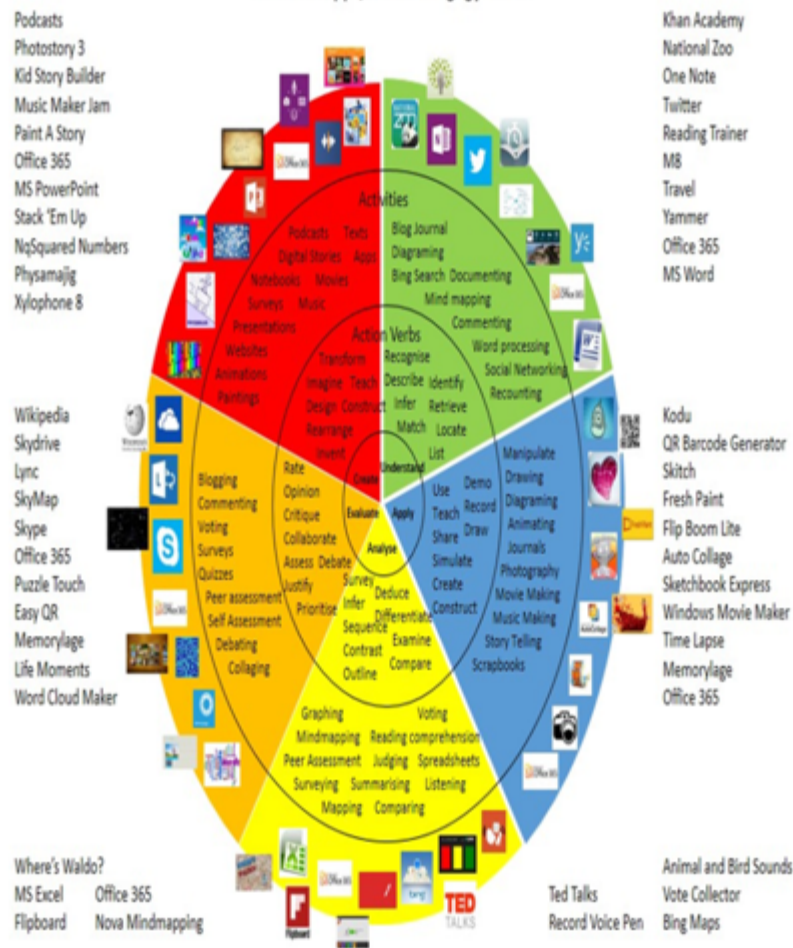 Podcasts
Photostory 3
Kid Story Builder
Music Maker Jam
Paint A Story
Office 365
MS PowerPoint
Stack 'Em Up
NqSquared Numbers
Physamajig
Xylophone 8
Khan Academy
National Zoo
One Note
Twitter
Reading Trainer
M8
Travel
Yammer
Office 365
MS Word
Activities
Podcasts Texts
Digital Stories Apps
Notebooks Movies
Surveys Music
Presentations
Websites
Animations
Paintings
Blog Journal
Diagraming
Bing Search Documenting
Mind mapping
Commenting
Word processing
Social Networking
Recounting
Action Verbs
Transform
Imagine Teach
Design Construct
Rearrange
Invent
Create
Recognise
Describe Identify
Infer Retrieve
Match Locate
List
Understand
Wikipedia
Skydrive
Lync
SkyMap
Skype
Office 365
Puzzle Touch
Easy QR
Memorylage
Life Moments
Word Cloud Maker
Blogging
Commenting
Voting
Surveys
Quizzes
Peer assessment
Self Assessment
Debating
Collaging
Rate
Opinion
Critique
Collaborate
Assess Debate
Justify
Prioritise
Evaluate
Apply
Use Demo
Teach Record
Share Draw
Simulate
Create
Construct
Manipulate
Drawing
Diagraming
Animating
Journals
Photography
Movie Making
Music Making
Story Telling
Scrapbooks
Kodu
QR Barcode Generator
Skitch
Fresh Paint
Flip Boom Lite
Auto Collage
Sketchbook Express
Windows Movie Maker
Time Lapse
Memorylage
Office 365
Analyse
Survey
Deduce
Infer
Differentiate
Sequence
Examine
Contrast
Compare
Outline
Graphing Voting
Mindmapping Reading comprehension
Peer Assessment Judging Spreadsheets
Surveying Summarising Listening
Mapping Comparing
TED
TALKS
Flipboard
Where's Waldo?
MS Excel Office 365
Flipboard Nova Mindmapping
Ted Talks
Record Voice Pen
Animal and Bird Sounds
Vote Collector
Bing Maps